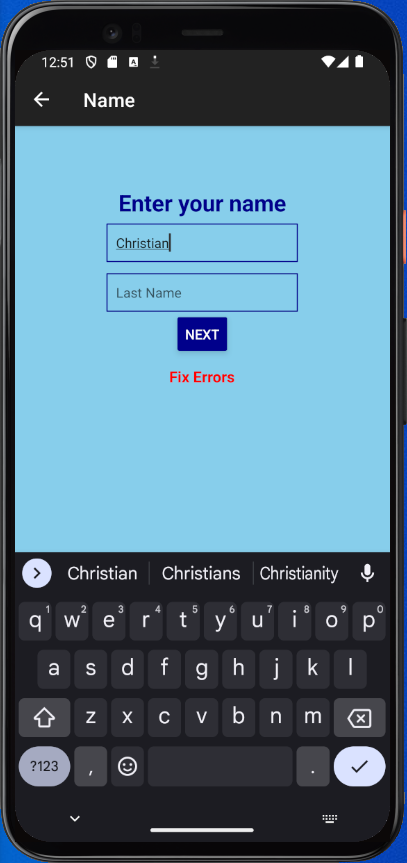 12:51
Name
Enter your name
Christian
Last Name
NEXT
Fix Errors
Christian Christians Christianity
q1 w2 e3 r4 t5 y6 u7 i8 o9 p0
a s d f g h j k l
z x c v b n m
?123 , .